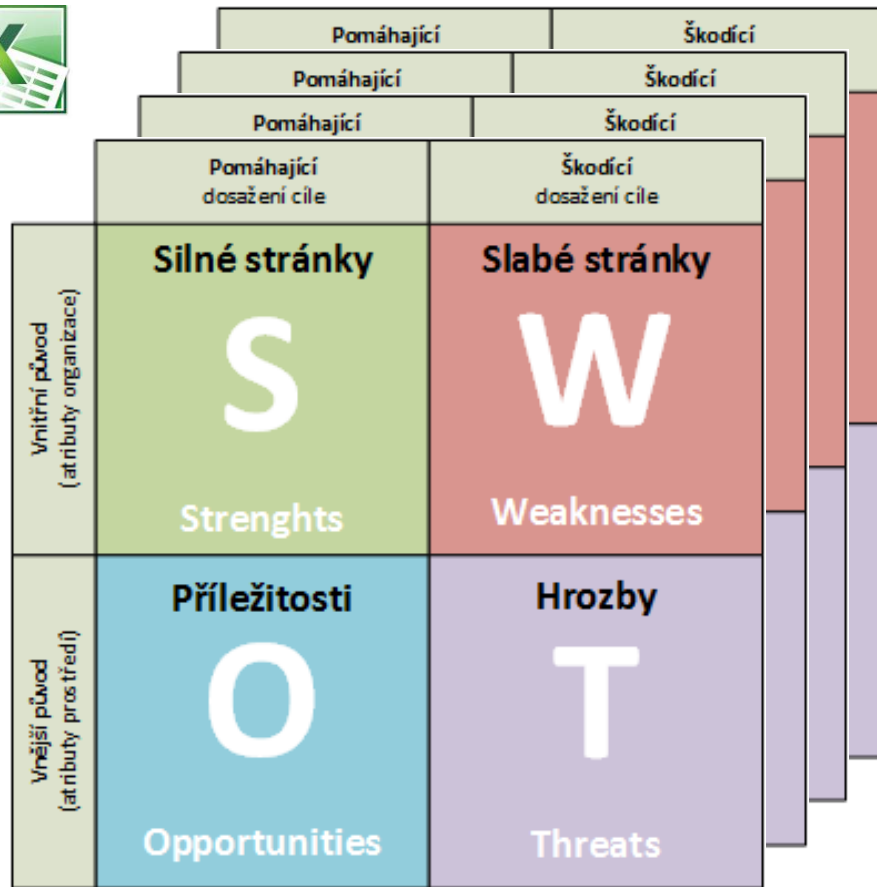 Pomáhající Škodící
Pomáhající Škodící
Pomáhající Škodící
Pomáhající Škodící
dosažení cíle dosažení cíle
Vnitřní původ
(atributy organizace)
Silné stránky Slabé stránky
S W
Strenghts Weaknesses
Vnější původ
(atributy prostředí)
Příležitosti Hrozby
O T
Opportunities Threats